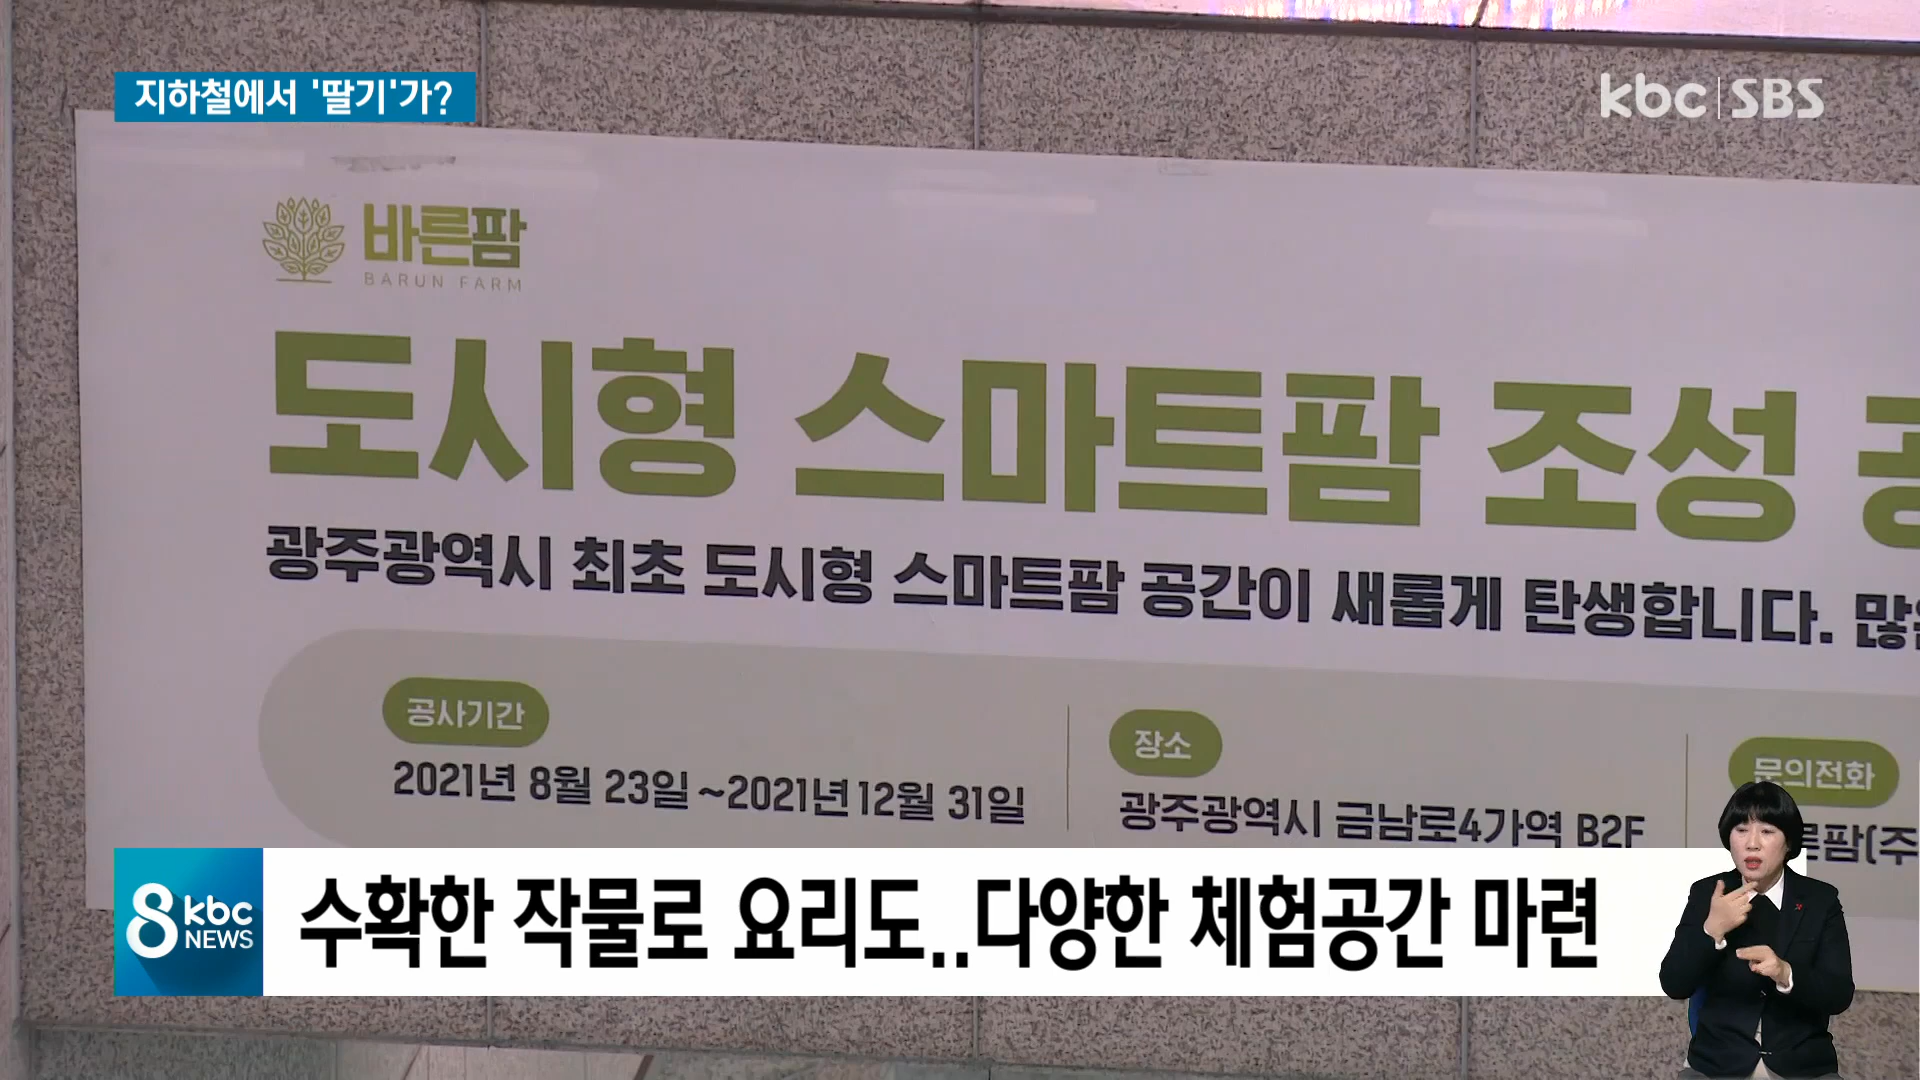 지하철에서 '딸기'가?
kbc SBS
바른팜
BARUN FARM
도시형 스마트팜 조성
광주광역시 최초 도시형 스마트팜 공간이 새롭게 탄생합니다.
공사기간
2021년 8월 23일~2021년12월 31일
장소
광주광역시 금남로4가역 B2F
문의전화
른팜(주
8 kbc NEWS
수확한 작물로 요리도..다양한 체험공간 마련